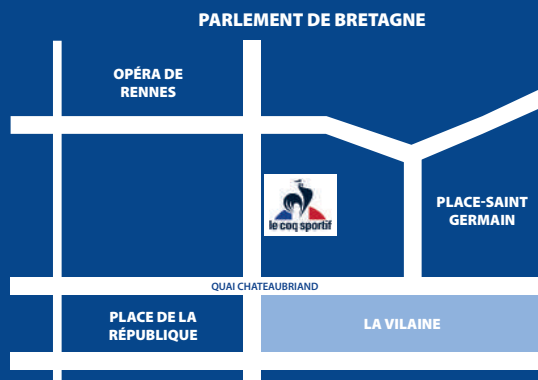 PARLEMENT DE BRETAGNE
OPÉRA DE
RENNES
le coq sportif
PLACE-SAINT
GERMAIN
QUAI CHATEAUBRIAND
PLACE DE LA
RÉPUBLIQUE
LA VILAINE